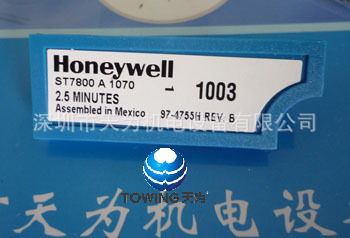 Honeywell
ST7800 A 1070
1003
2.5 MINUTES
Assembled in Mexico
97-4755H REV. B
深圳市天为机电设备有限公司
TOWING天为
天为机电设